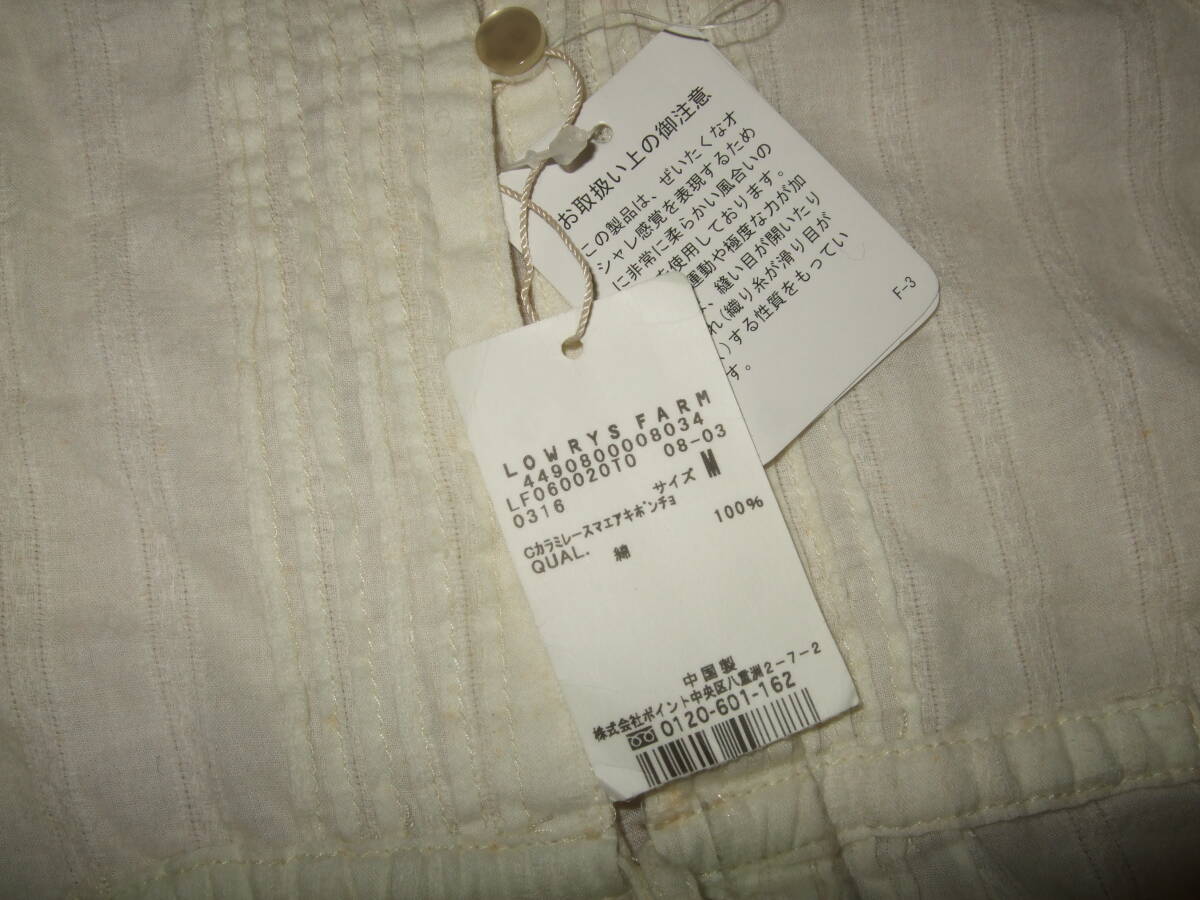 お取扱い上の御注意
この製品は、ぜいたくなオ
シャレ感覚を表現するため
に非常に柔らかい風合いの
を使用しております。
運動や極度な力が加
、縫い目が開いたり
れ(織り糸が滑り目が
)する性質をもってい
す。
F-3
LOWRYS FARM
4490800008034
LF06002010 08-03
0316 サイズ M
Cカラミレースマエアキポンチョ
QUAL. 綿 100%
中国製
株式会社ポイント中央区八重洲2-7-2
0120-601-162